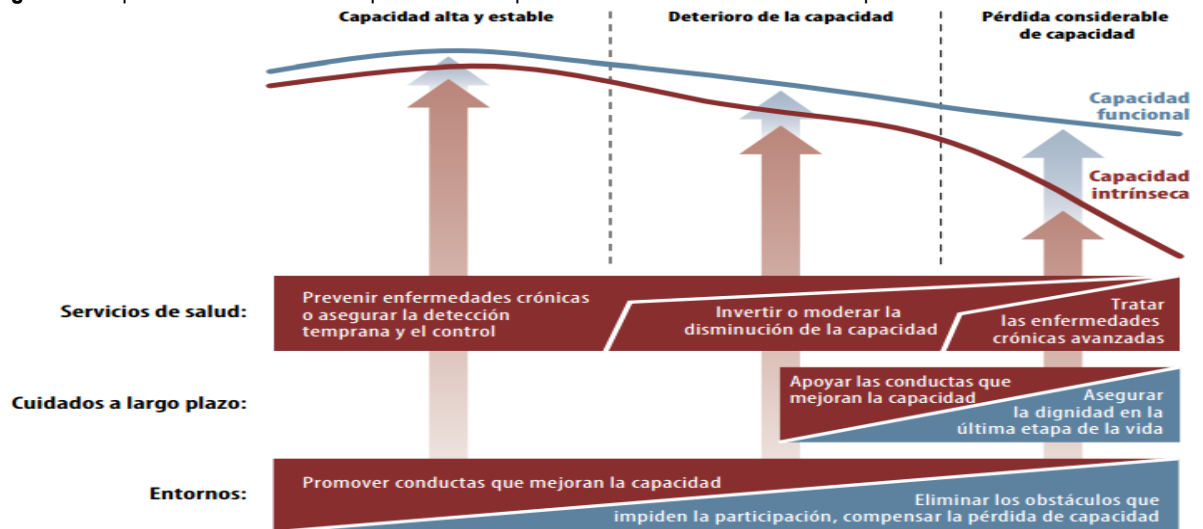 Capacidad alta y estable
Deterioro de la capacidad
Pérdida considerable
de capacidad
Capacidad
funcional
Capacidad
intrínseca
Servicios de salud:
Prevenir enfermedades crónicas
o asegurar la detección
temprana y el control
Invertir o moderar la
disminución de la capacidad
Tratar
las enfermedades
crónicas avanzadas
Cuidados a largo plazo:
Apoyar las conductas que
mejoran la capacidad
Asegurar
la dignidad en la
última etapa de la vida
Entornos:
Promover conductas que mejoran la capacidad
Eliminar los obstáculos que
impiden la participación, compensar la pérdida de capacidad